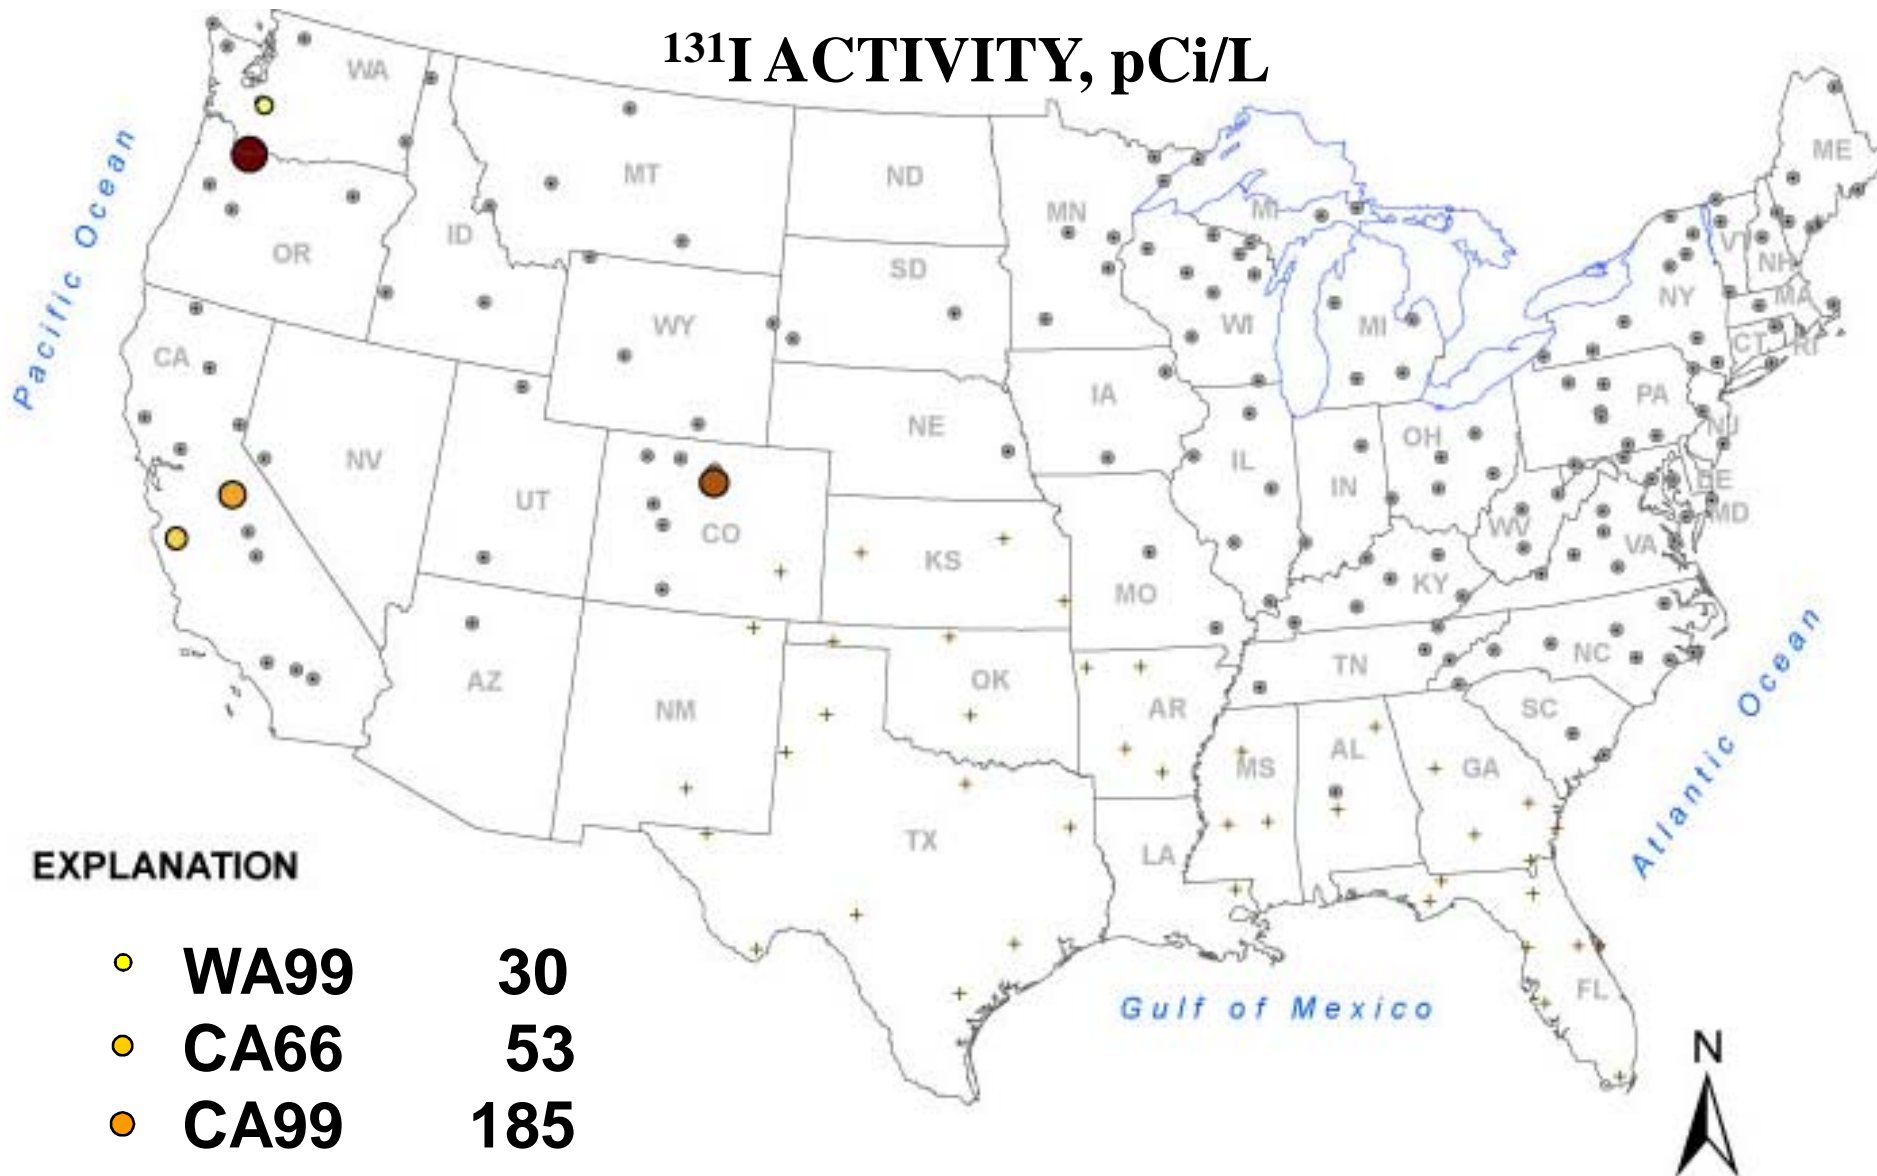 ¹³¹I ACTIVITY, pCi/L
WA
MT
ND
MN
MI
ME
OR
ID
SD
WI
MI
NY
VT
NH
MA
CT
RI
CA
WY
IA
PA
NJ
NV
UT
CO
NE
KS
MO
IL
IN
OH
WV
VA
DE
MD
KY
AZ
NM
OK
AR
TN
NC
SC
TX
LA
MS
AL
GA
FL
Pacific Ocean
Atlantic Ocean
Gulf of Mexico
N
EXPLANATION
WA99 30
CA66 53
CA99 185